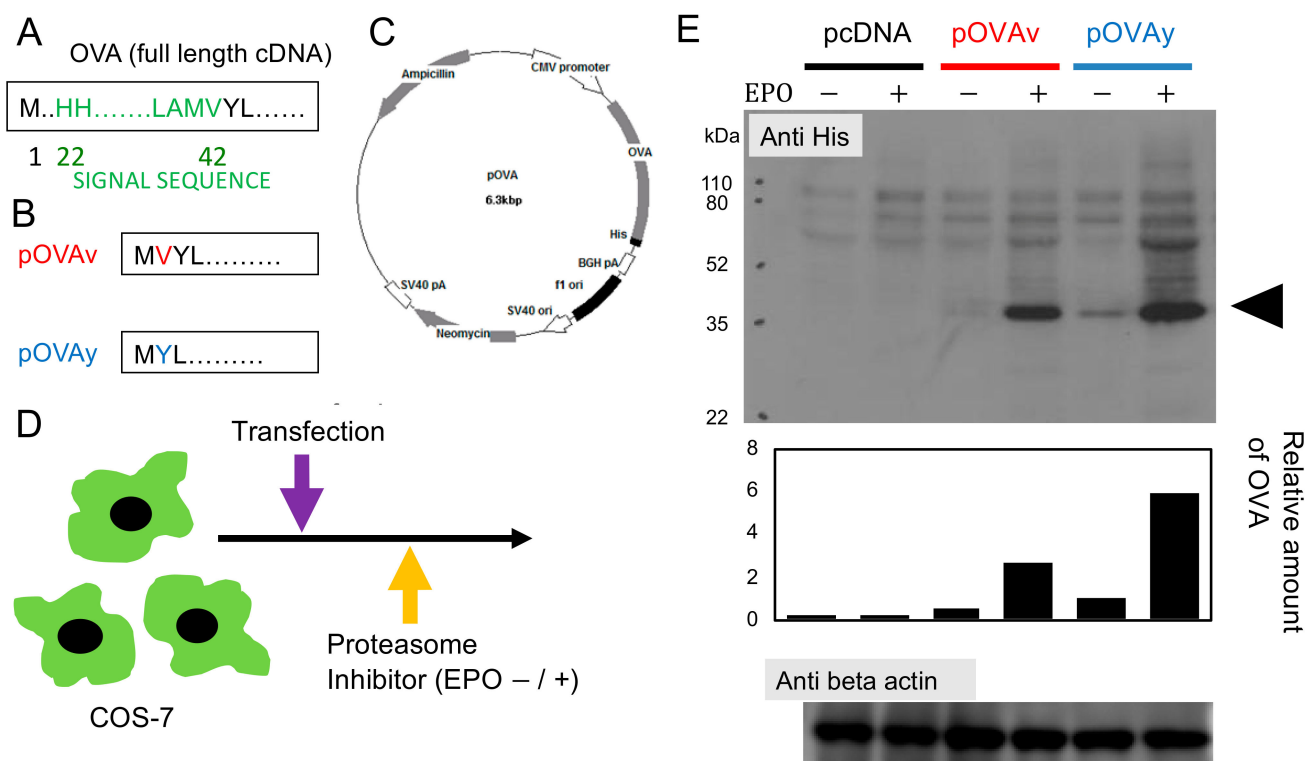 A
OVA (full length cDNA)
M..HH.......LAMVYL......
1 22 42
SIGNAL SEQUENCE
B
pOVAv
MVYL.........
pOVAy
MYL.........
C
Ampicillin
CMV promoter
OVA
pOVA
6.3kbp
His
BGH pA
f1 ori
SV40 pA
SV40 ori
Neomycin
D
Transfection
Proteasome
Inhibitor (EPO − / +)
COS-7
E
pcDNA pOVAv pOVAy
EPO − + − + − +
kDa
Anti His
110
80
52
35
22
8
6
4
2
0
Relative amount
of OVA
Anti beta actin